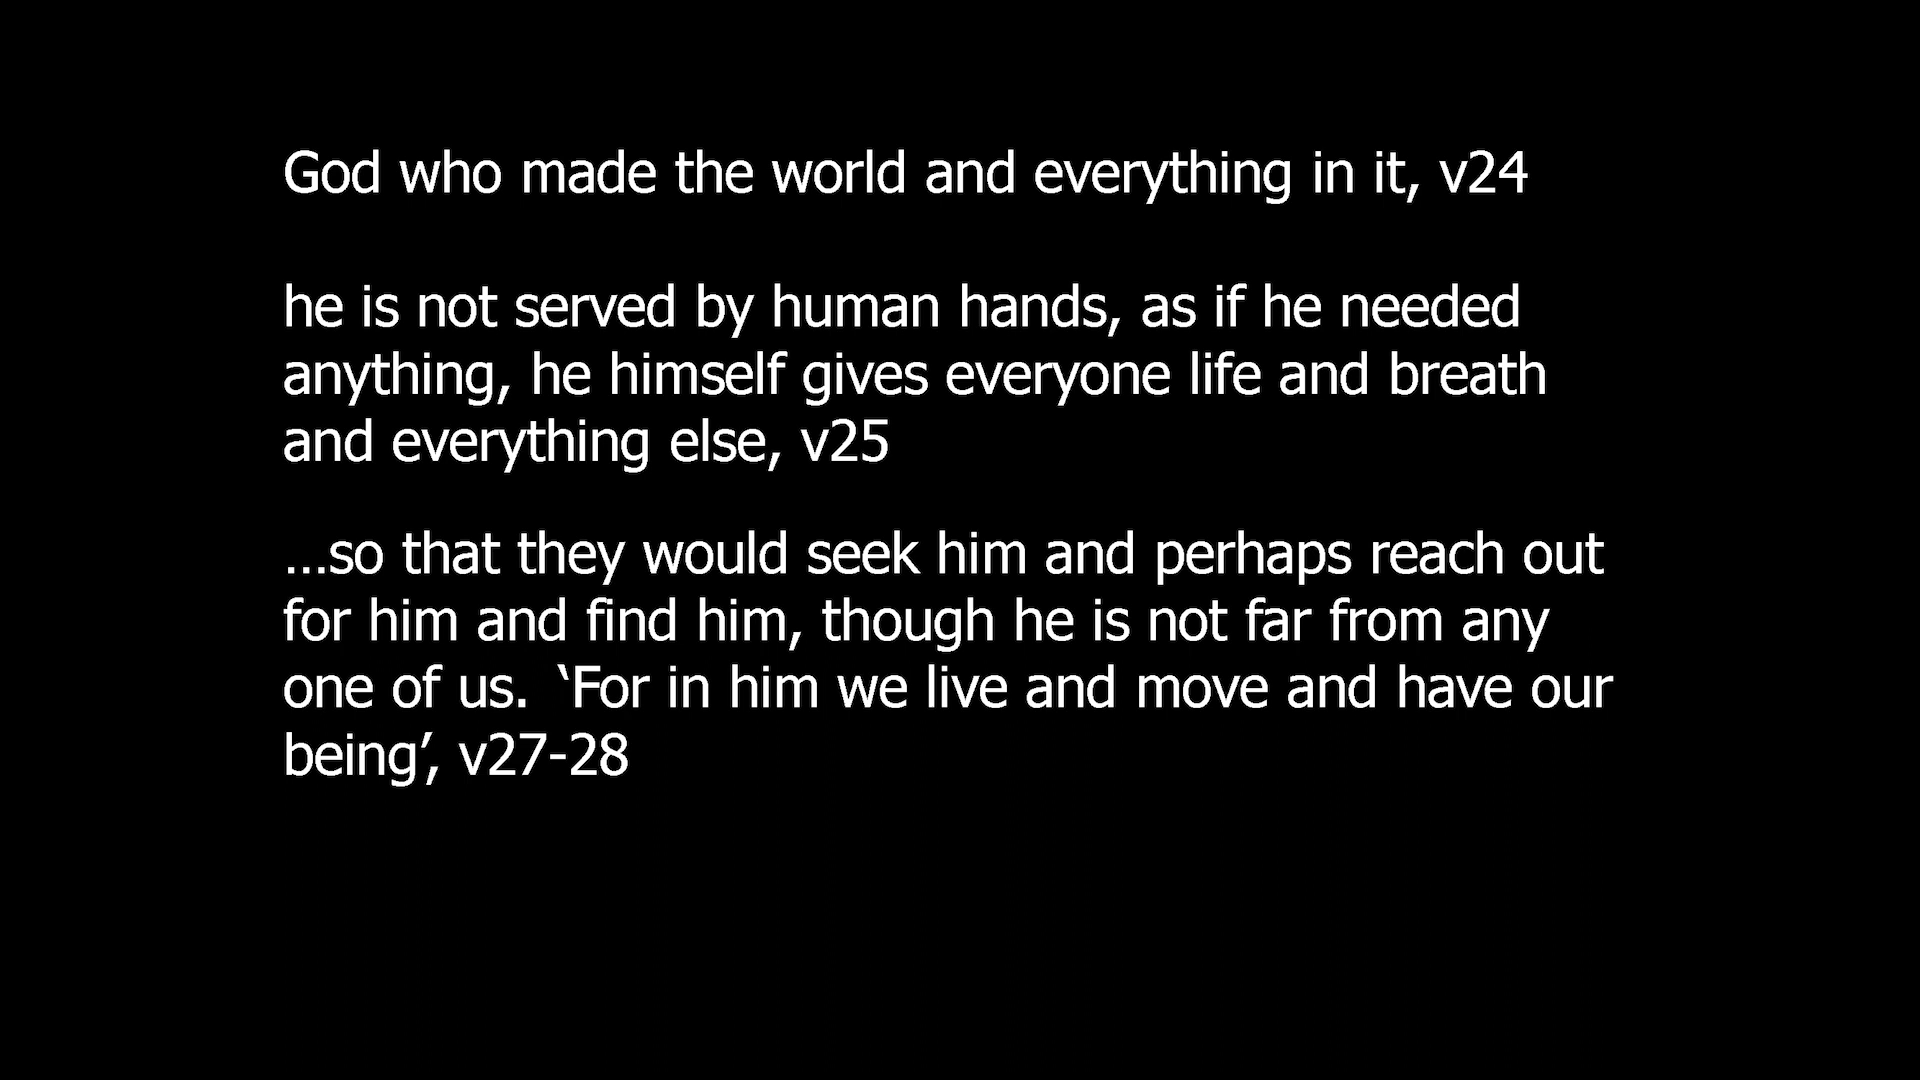 God who made the world and everything in it, v24
he is not served by human hands, as if he needed
anything, he himself gives everyone life and breath
and everything else, v25
…so that they would seek him and perhaps reach out
for him and find him, though he is not far from any
one of us. ‘For in him we live and move and have our
being’, v27-28